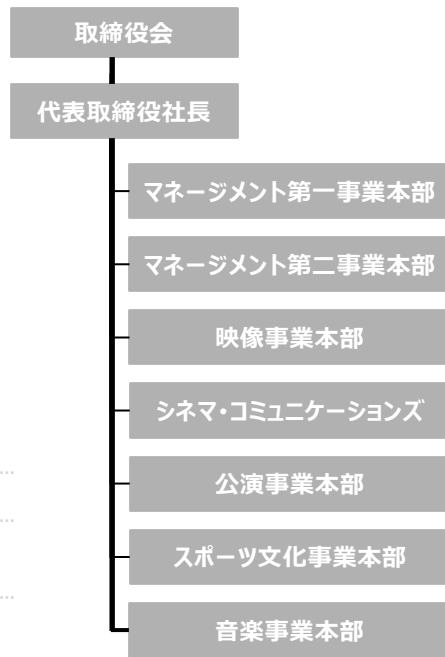 取締役会
代表取締役社長
マネージメント第一事業本部
マネージメント第二事業本部
映像事業本部
シネマ・コミュニケーションズ
公演事業本部
スポーツ文化事業本部
音楽事業本部